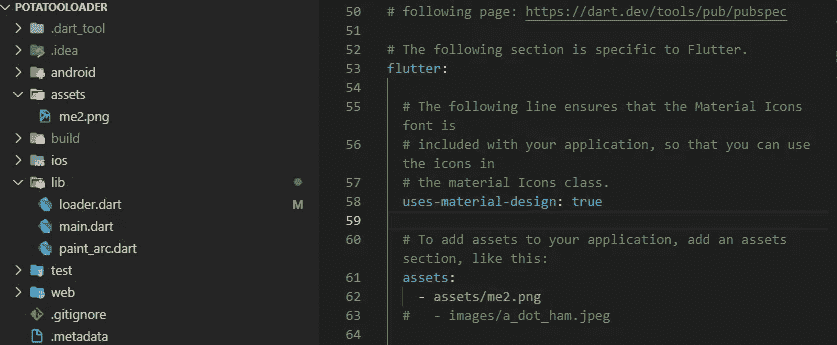 POTATOOLOADER
.dart_tool
.idea
android
assets
me2.png
build
ios
lib
loader.dart M
main.dart
paint_arc.dart
test
web
.gitignore
.metadata
50 # following page: https://dart.dev/tools/pub/pubspec
51
52 # The following section is specific to Flutter.
53 flutter:
54
55 # The following line ensures that the Material Icons
font is
56 # included with your application, so that you can use
the icons in
57 # the material Icons class.
58 uses-material-design: true
59
60 # To add assets to your application, add an assets
section, like this:
61 assets:
62 - assets/me2.png
63 # - images/a_dot_ham.jpeg
64